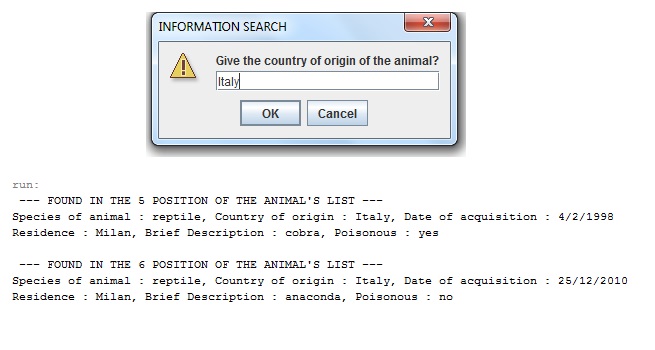 INFORMATION SEARCH
Give the country of origin of the animal?
Italy
OK Cancel
run:
--- FOUND IN THE 5 POSITION OF THE ANIMAL'S LIST ---
Species of animal : reptile, Country of origin : Italy, Date of acquisition : 4/2/1998
Residence : Milan, Brief Description : cobra, Poisonous : yes
--- FOUND IN THE 6 POSITION OF THE ANIMAL'S LIST ---
Species of animal : reptile, Country of origin : Italy, Date of acquisition : 25/12/2010
Residence : Milan, Brief Description : anaconda, Poisonous : no